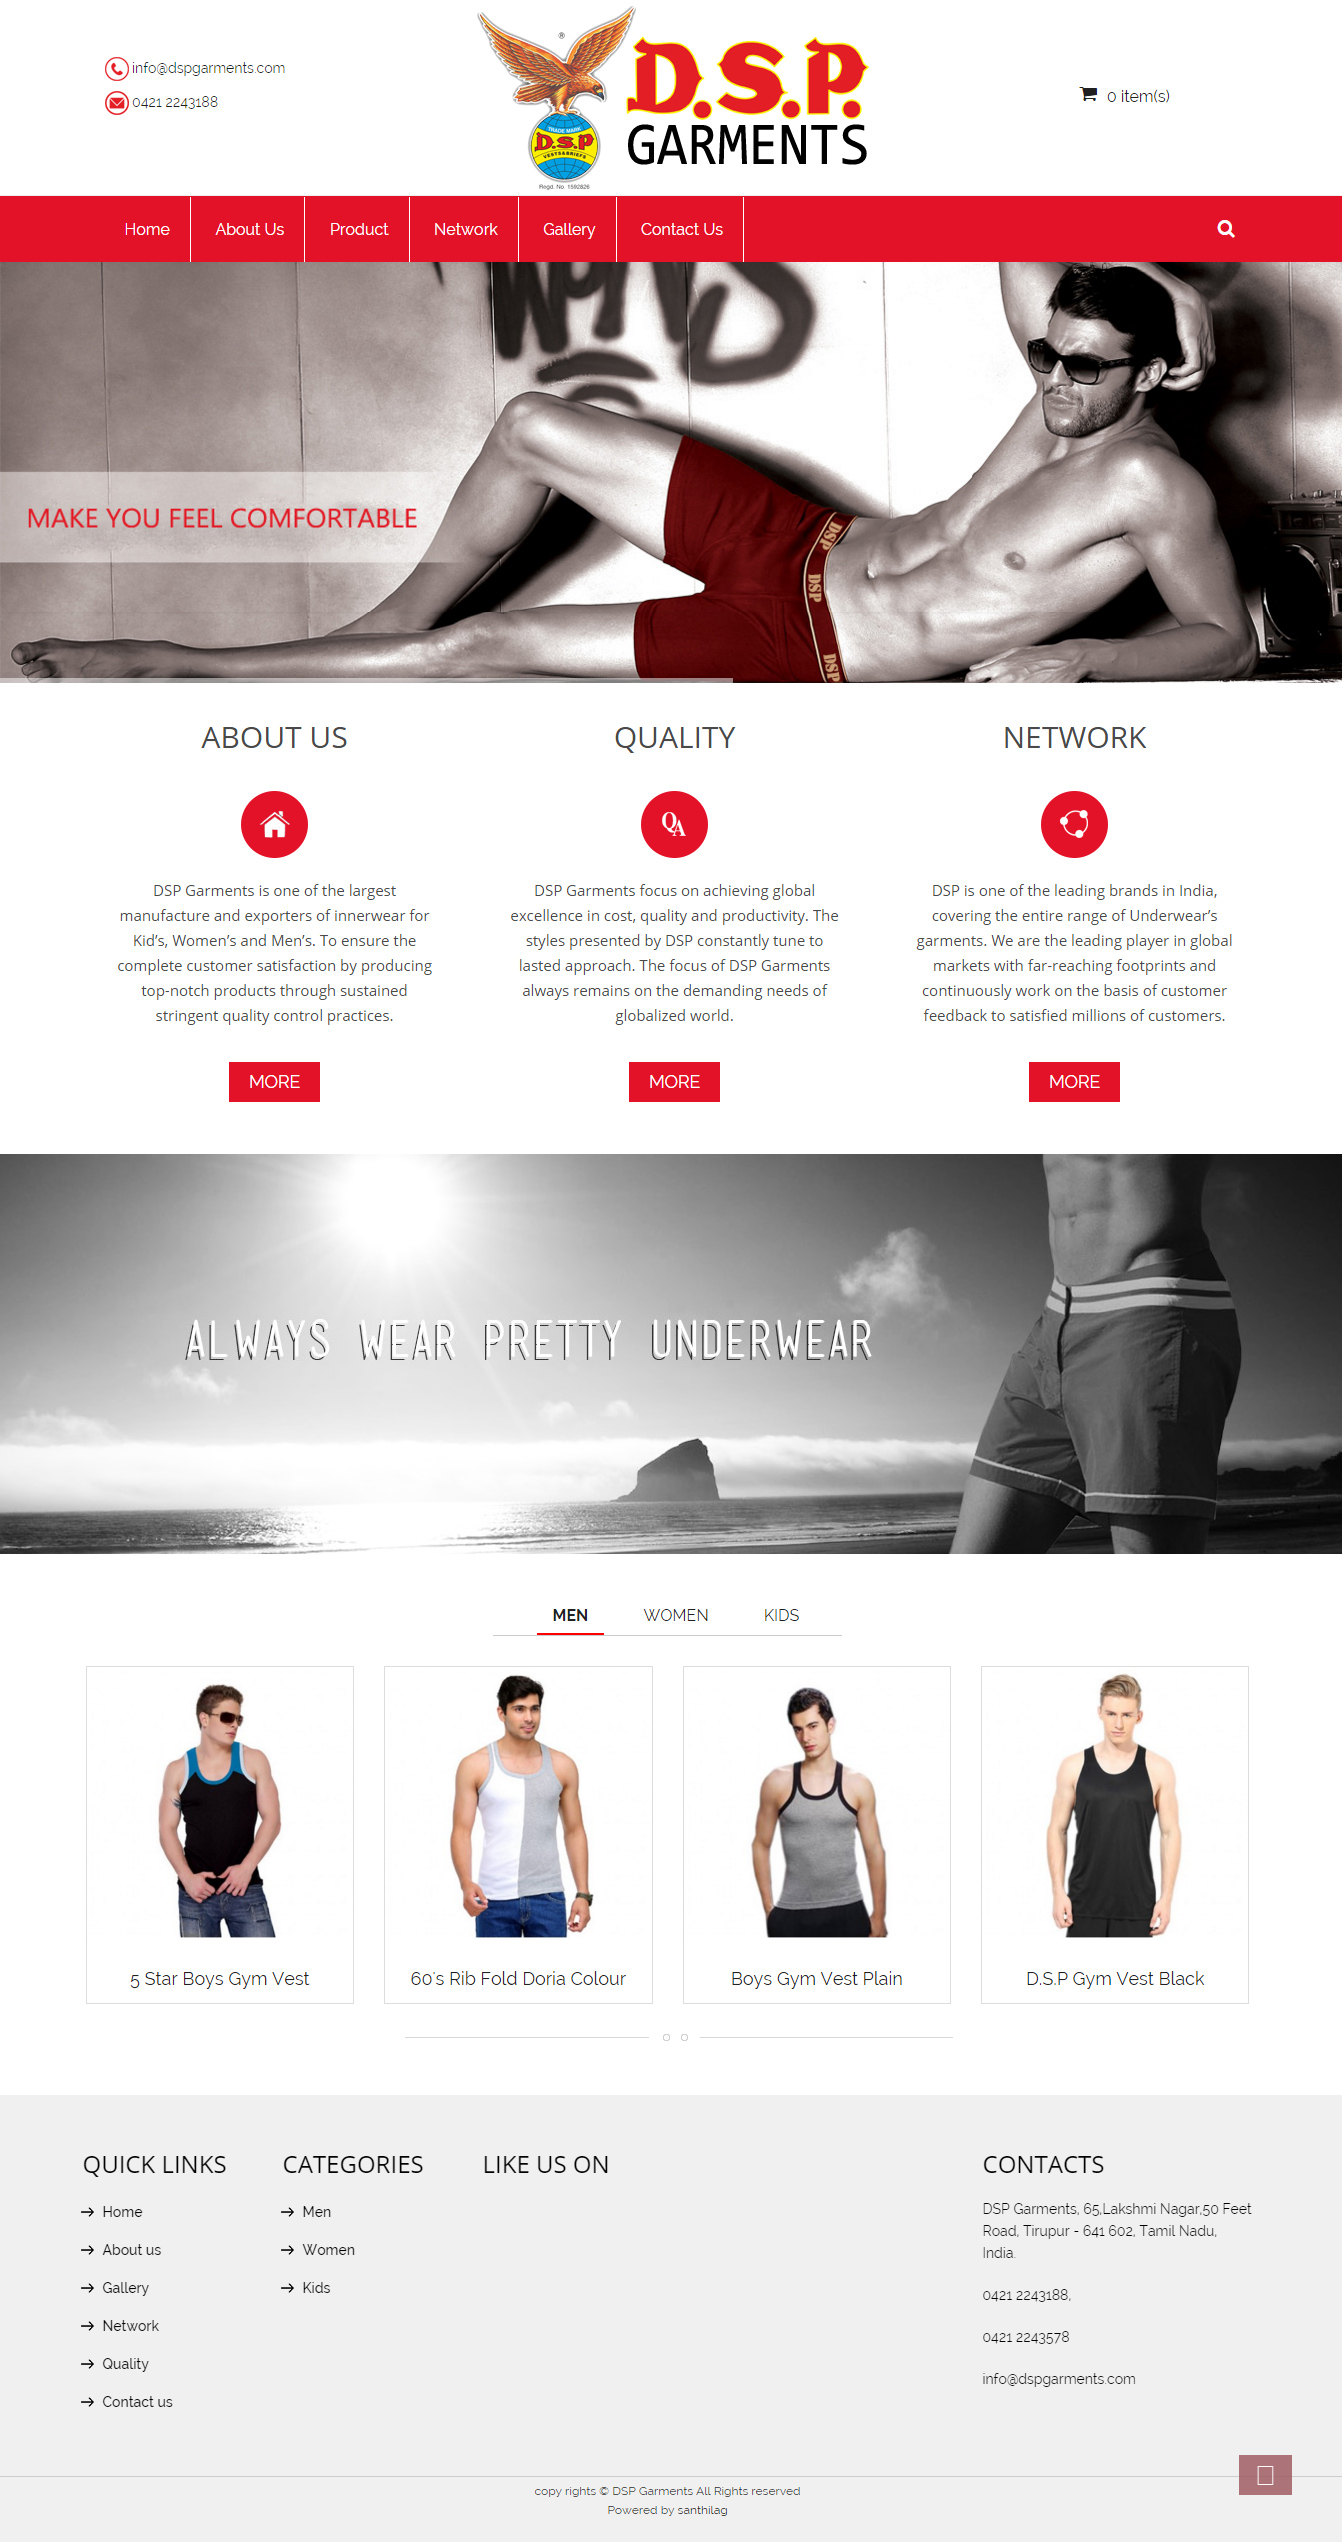 info@dspgarments.com
0421 2243188
®
TRADE MARK
D.S.P
VESTS&BRIEFS
Regd. No. 1592826
D.S.P.
GARMENTS
0 item(s)
Home
About Us
Product
Network
Gallery
Contact Us
MAKE YOU FEEL COMFORTABLE
DSP
DSP
DSP
ABOUT US
QA
DSP Garments is one of the largest
manufacture and exporters of innerwear for
Kid’s, Women’s and Men’s. To ensure the
complete customer satisfaction by producing
top-notch products through sustained
stringent quality control practices.
MORE
QUALITY
DSP Garments focus on achieving global
excellence in cost, quality and productivity. The
styles presented by DSP constantly tune to
lasted approach. The focus of DSP Garments
always remains on the demanding needs of
globalized world.
MORE
NETWORK
DSP is one of the leading brands in India,
covering the entire range of Underwear’s
garments. We are the leading player in global
markets with far-reaching footprints and
continuously work on the basis of customer
feedback to satisfied millions of customers.
MORE
ALWAYS WEAR PRETTY UNDERWEAR
MEN
WOMEN
KIDS
5 Star Boys Gym Vest
60's Rib Fold Doria Colour
Boys Gym Vest Plain
D.S.P Gym Vest Black
QUICK LINKS
Home
About us
Gallery
Network
Quality
Contact us
CATEGORIES
Men
Women
Kids
LIKE US ON
CONTACTS
DSP Garments, 65,Lakshmi Nagar,50 Feet
Road, Tirupur - 641 602, Tamil Nadu,
India.
0421 2243188,
0421 2243578
info@dspgarments.com
copy rights © DSP Garments All Rights reserved
Powered by santhilag